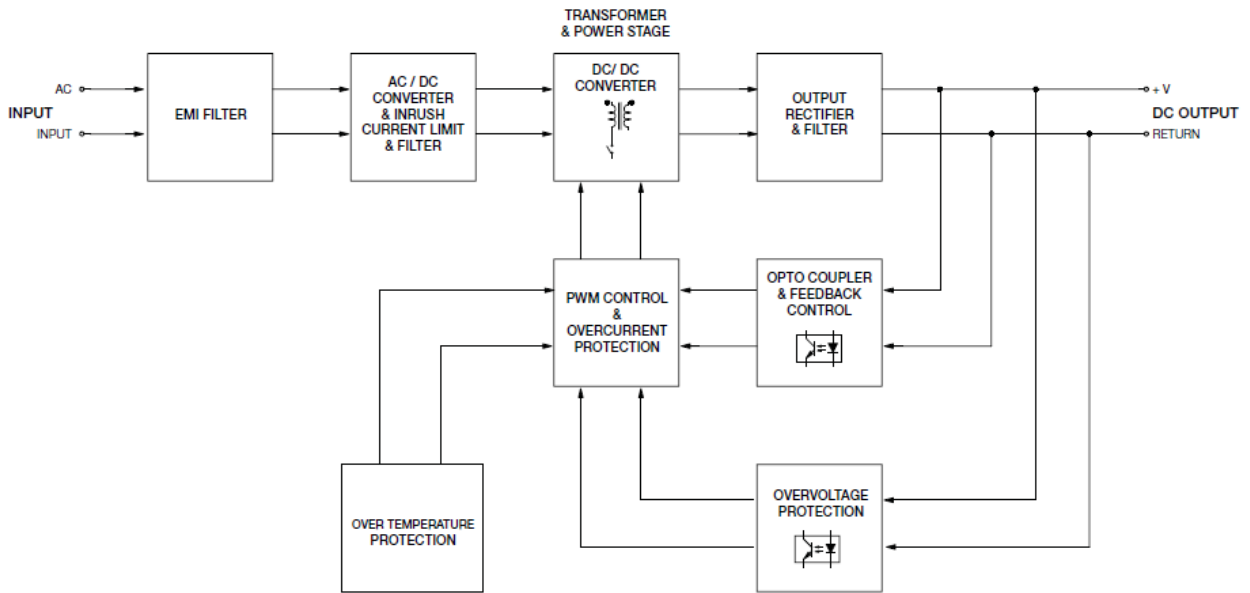 TRANSFORMER
& POWER STAGE
AC
INPUT
INPUT
EMI FILTER
AC / DC
CONVERTER
& INRUSH
CURRENT LIMIT
& FILTER
DC/ DC
CONVERTER
OUTPUT
RECTIFIER
& FILTER
+ V
DC OUTPUT
RETURN
PWM CONTROL
&
OVERCURRENT
PROTECTION
OPTO COUPLER
& FEEDBACK
CONTROL
OVER TEMPERATURE
PROTECTION
OVERVOLTAGE
PROTECTION